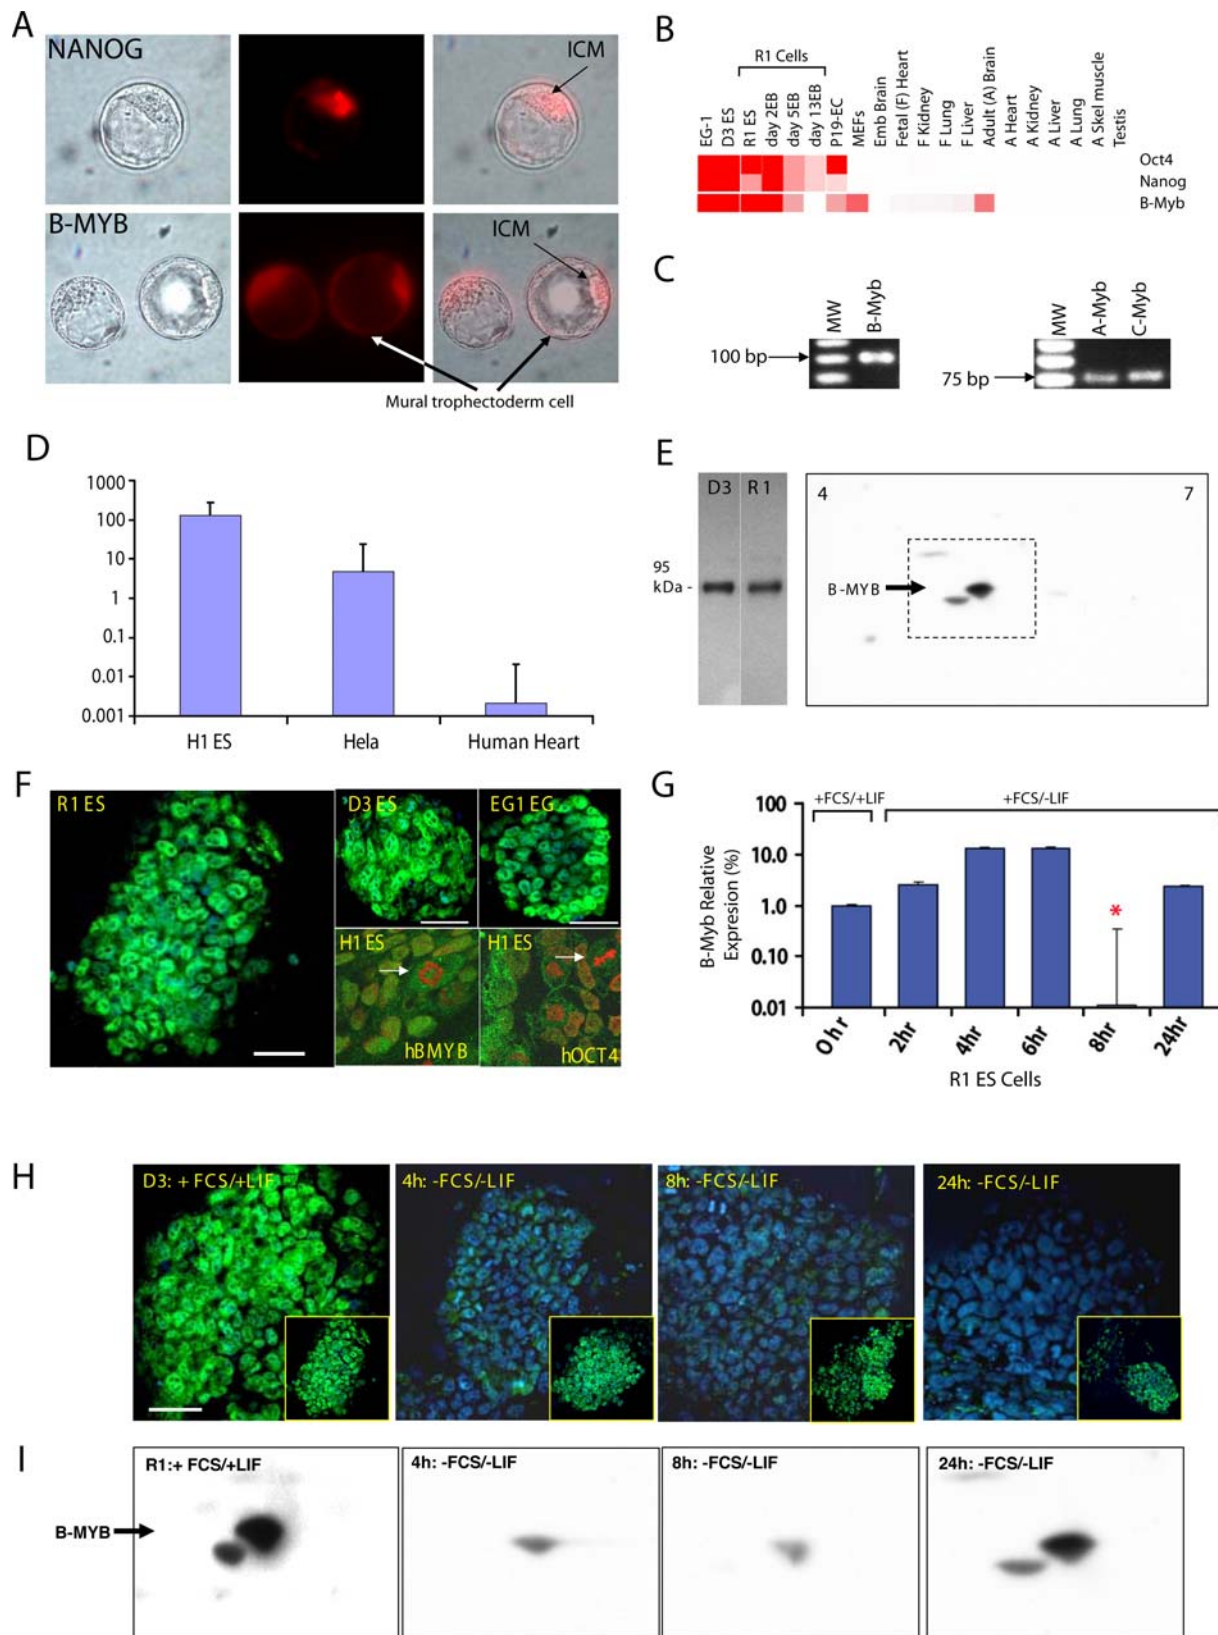 A
NANOG
ICM
B-MYB
ICM
Mural trophectoderm cell
B
R1 Cells
EG-1
D3 ES
R1 ES
day 2EB
day 5EB
day 13EB
P19-EC
MEFs
Emb Brain
Fetal (F) Heart
F Kidney
F Lung
F Liver
Adult (A) Brain
A Heart
A Kidney
A Liver
A Lung
A Skel muscle
Testis
Oct4
Nanog
B-Myb
C
MW
B-Myb
100 bp
MW
A-Myb
C-Myb
75 bp
D
1000
100
10
1
0.1
0.01
0.001
H1 ES
Hela
Human Heart
E
D3
R1
95
kDa -
4
7
B-MYB
F
R1 ES
D3 ES
EG1 EG
H1 ES
hBMYB
H1 ES
hOCT4
G
+FCS/+LIF
+FCS/-LIF
B-Myb Relative
Expresion (%)
100
10.0
1.0
0.10
0.01
*
0 hr
2hr
4hr
6hr
8hr
24hr
R1 ES Cells
H
D3: + FCS/+LIF
4h: -FCS/-LIF
8h: -FCS/-LIF
24h: -FCS/-LIF
I
R1:+ FCS/+LIF
4h: -FCS/-LIF
8h: -FCS/-LIF
24h: -FCS/-LIF
B-MYB